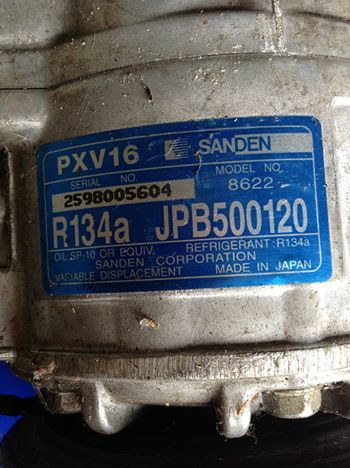 PXV16 SANDEN
SERIAL NO. MODEL NO.
2598005604 8622
R134a JPB500120
OIL:SP-10 OR EQUIV. REFRIGERANT:R134a
SANDEN CORPORATION
VARIABLE DISPLACEMENT MADE IN JAPAN